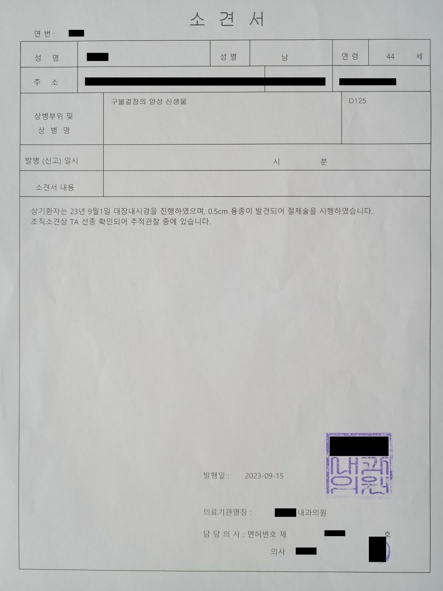 소 견 서
연 번 :
성 명 성 별 남 연 령 44 세
주 소
상병부위 및
상 병 명
구불결장의 양성 신생물 D125
발병 (신고) 일시 시 분
소견서 내용
상기환자는 23년 9월1일 대장내시경을 진행하였으며, 0.5cm 용종이 발견되어 절제술을 시행하였습니다.
조직소견상 TA 선종 확인되어 추적관찰 중에 있습니다.
내과
의원
발행일 : 2023-09-15
의료기관명칭 : 내과의원
담 당 의 사 : 면허번호 제 호
의사